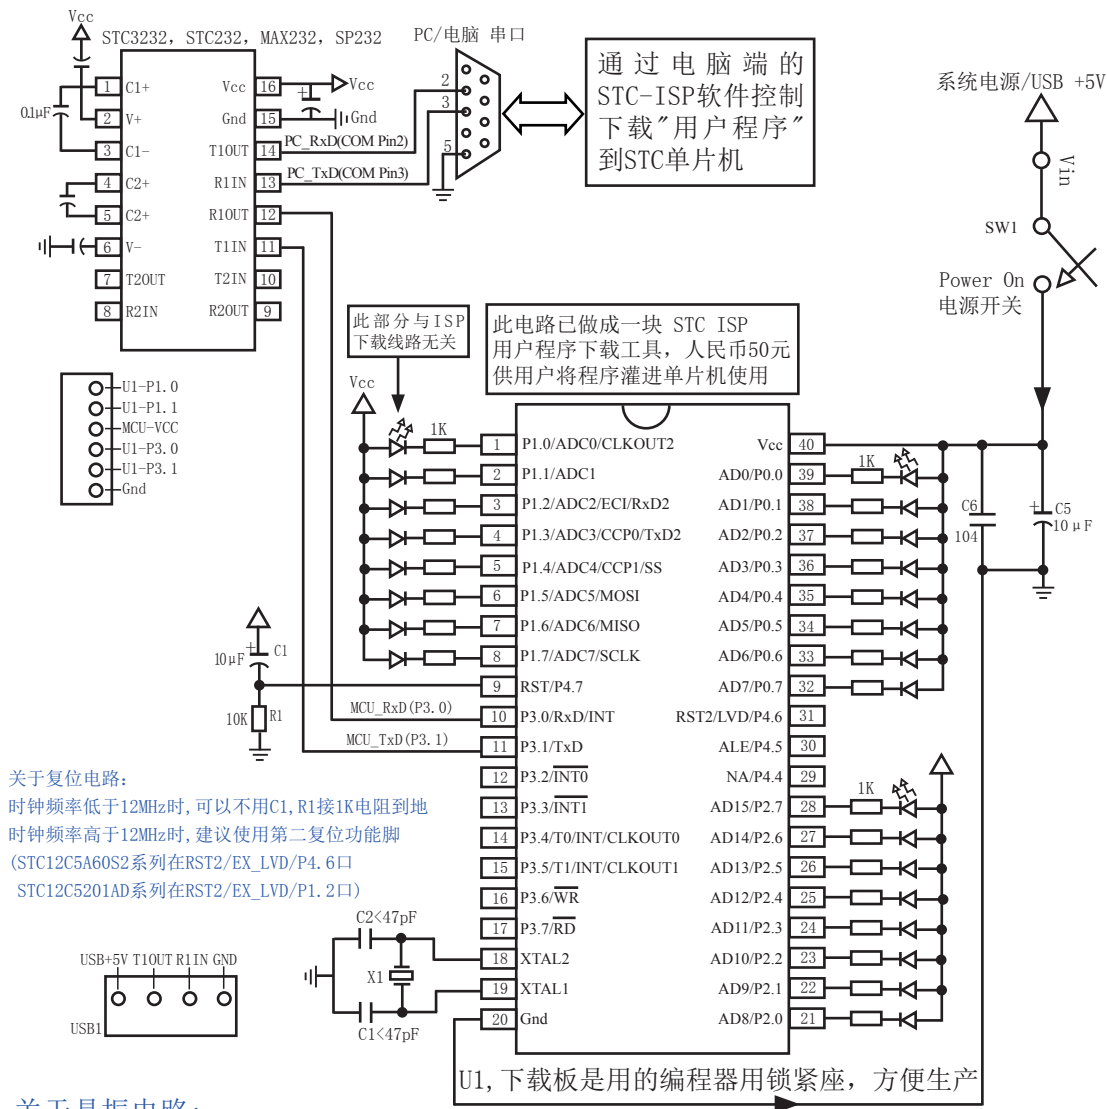 Vcc
STC3232, STC232, MAX232, SP232
PC/电脑 串口
1 C1+
2 V+
3 C1-
4 C2+
5 C2+
6 V-
7 T2OUT
8 R2IN
0.1μF
Vcc 16
Gnd 15
T1OUT 14
R1IN 13
R1OUT 12
T1IN 11
T2IN 10
R2OUT 9
+
Vcc
Gnd
PC_RxD(COM Pin2)
PC_TxD(COM Pin3)
2
3
5
通过电脑端的
STC-ISP软件控制
下载"用户程序"
到STC单片机
系统电源/USB +5V
Vin
SW1
Power On
电源开关
此部分与ISP
下载线路无关
此电路已做成一块 STC ISP
用户程序下载工具, 人民币50元
供用户将程序灌进单片机使用
U1-P1.0
U1-P1.1
MCU-VCC
U1-P3.0
U1-P3.1
Gnd
Vcc
1K
1 P1.0/ADC0/CLKOUT2
2 P1.1/ADC1
3 P1.2/ADC2/ECI/RxD2
4 P1.3/ADC3/CCP0/TxD2
5 P1.4/ADC4/CCP1/SS
6 P1.5/ADC5/MOSI
7 P1.6/ADC6/MISO
8 P1.7/ADC7/SCLK
9 RST/P4.7
10 P3.0/RxD/INT
11 P3.1/TxD
12 P3.2/INT0
13 P3.3/INT1
14 P3.4/T0/INT/CLKOUT0
15 P3.5/T1/INT/CLKOUT1
16 P3.6/WR
17 P3.7/RD
18 XTAL2
19 XTAL1
20 Gnd
Vcc 40
AD0/P0.0 39
AD1/P0.1 38
AD2/P0.2 37
AD3/P0.3 36
AD4/P0.4 35
AD5/P0.5 34
AD6/P0.6 33
AD7/P0.7 32
RST2/LVD/P4.6 31
ALE/P4.5 30
NA/P4.4 29
AD15/P2.7 28
AD14/P2.6 27
AD13/P2.5 26
AD12/P2.4 25
AD11/P2.3 24
AD10/P2.2 23
AD9/P2.1 22
AD8/P2.0 21
1K
C6
104
+
C5
10μF
1K
+
10μF
C1
10K
R1
MCU_RxD(P3.0)
MCU_TxD(P3.1)
关于复位电路:
时钟频率低于12MHz时,可以不用C1,R1接1K电阻到地
时钟频率高于12MHz时,建议使用第二复位功能脚
(STC12C5A60S2系列在RST2/EX_LVD/P4.6口
STC12C5201AD系列在RST2/EX_LVD/P1.2口)
C2<47pF
X1
C1<47pF
USB+5V T1OUT R1IN GND
USB1
U1,下载板是用的编程器用锁紧座, 方便生产
关于晶振电路: